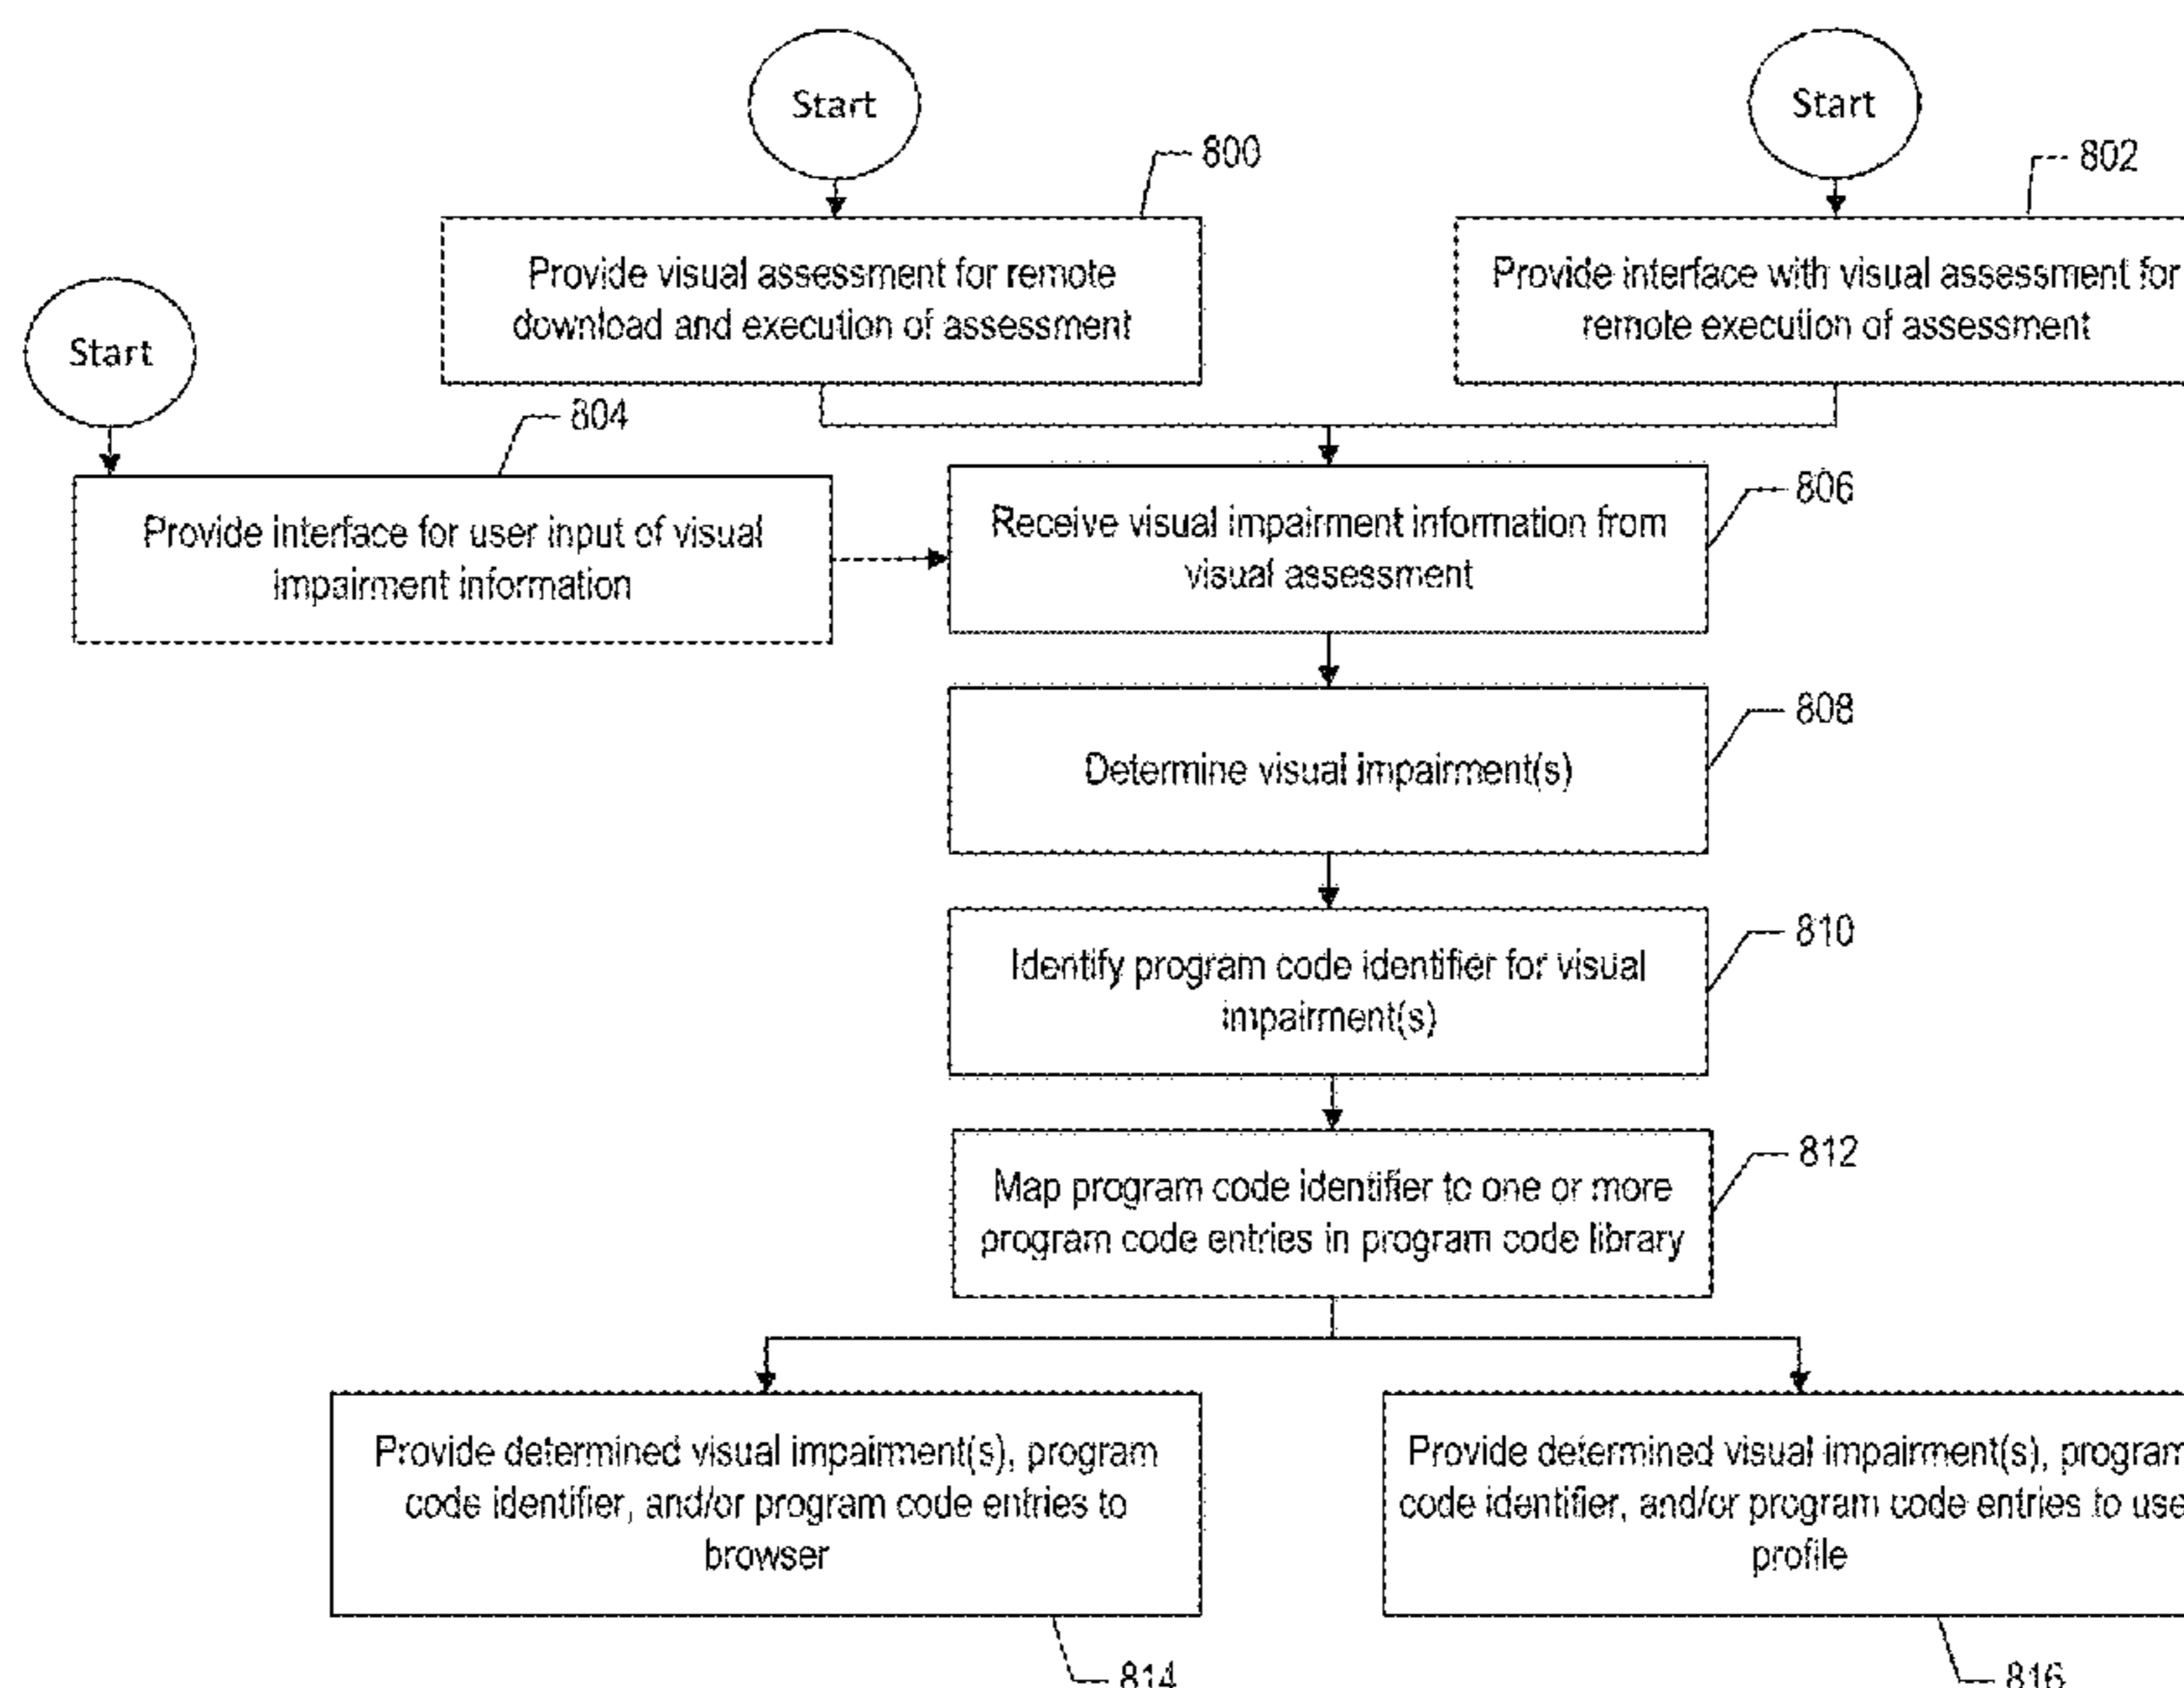 Start
Start
800
802
Provide visual assessment for remote
download and execution of assessment
Provide interface with visual assessment for
remote execution of assessment
Start
804
Provide interface for user input of visual
impairment information
806
Receive visual impairment information from
visual assessment
808
Determine visual impairment(s)
810
Identify program code identifier for visual
impairment(s)
812
Map program code identifier to one or more
program code entries in program code library
Provide determined visual impairment(s), program
code identifier, and/or program code entries to
browser
Provide determined visual impairment(s), program
code identifier, and/or program code entries to use
profile
814
816